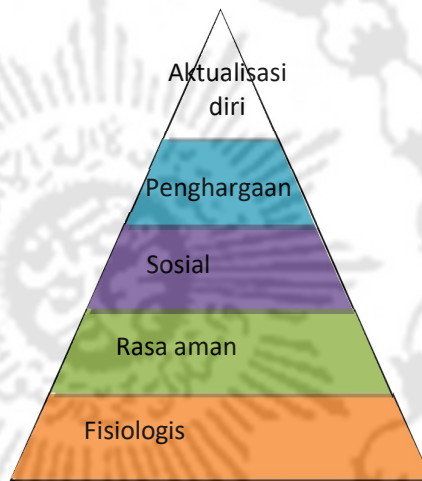 Aktualisasi
diri
Penghargaan
Sosial
Rasa aman
Fisiologis